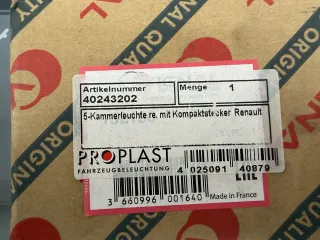 ORIGINAL QUALITY
Artikelnummer
40243202
Menge 1
5-Kammerleuchte re. mit Kompaktstecker Renault
PROPLAST
FAHRZEUGBELEUCHTUNG
4 025091 40879
3 660996 001640
Made in France